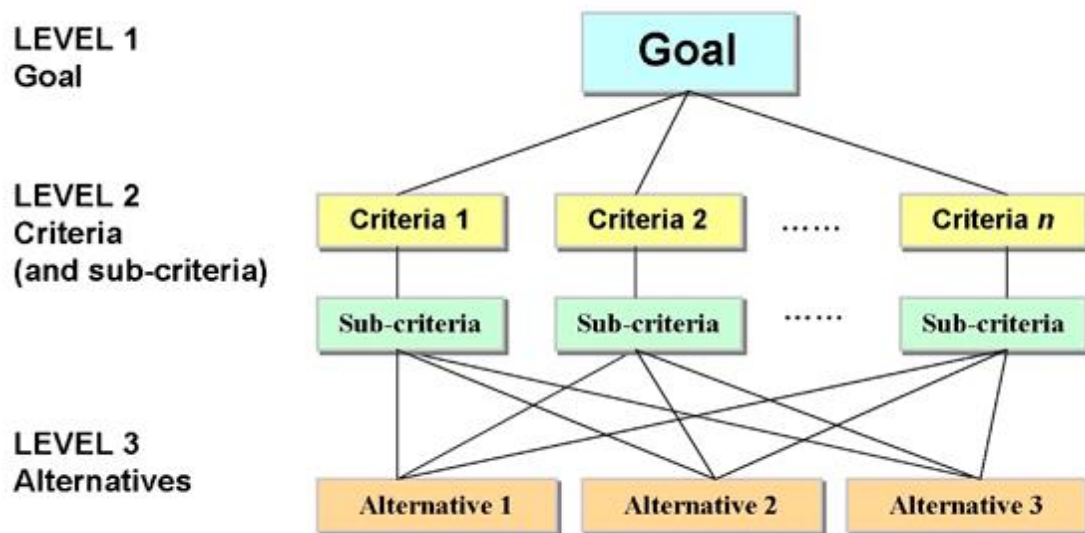 LEVEL 1
Goal
Goal
LEVEL 2
Criteria
(and sub-criteria)
Criteria 1
Criteria 2
......
Criteria n
Sub-criteria
Sub-criteria
......
Sub-criteria
LEVEL 3
Alternatives
Alternative 1
Alternative 2
Alternative 3